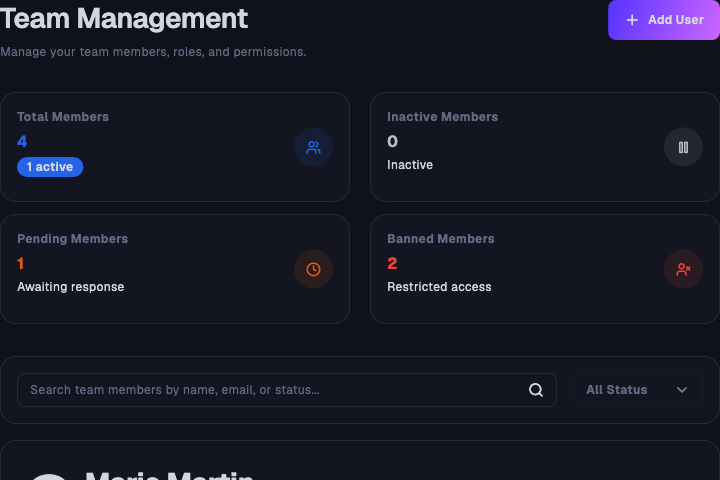 Team Management
Add User
Manage your team members, roles, and permissions.
Total Members
4
1 active
Inactive Members
0
Inactive
Pending Members
1
Awaiting response
Banned Members
2
Restricted access
Search team members by name, email, or status...
All Status
Mario Martin